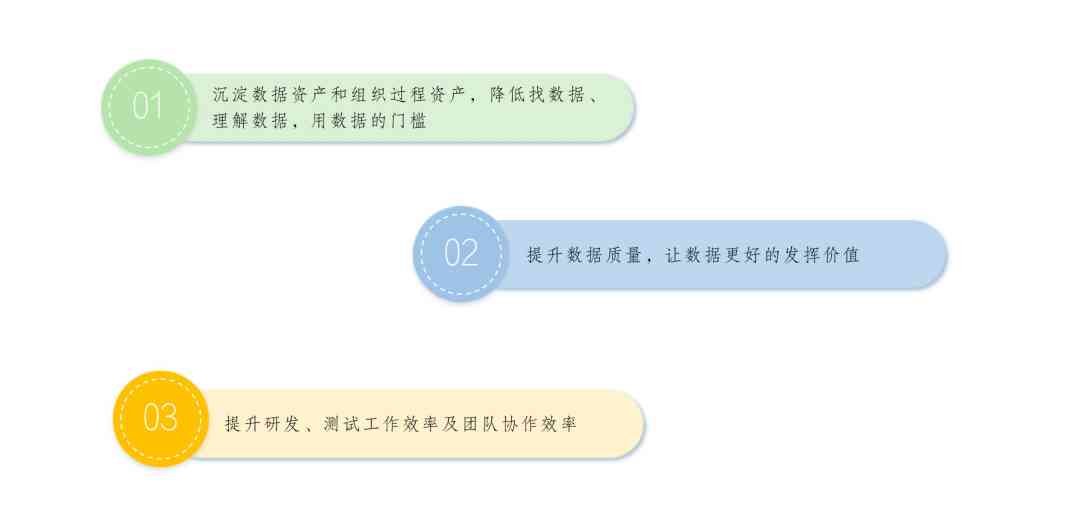 01
沉淀数据资产和组织过程资产，降低找数据、
理解数据，用数据的门槛
02
提升数据质量，让数据更好的发挥价值
03
提升研发、测试工作效率及团队协作效率